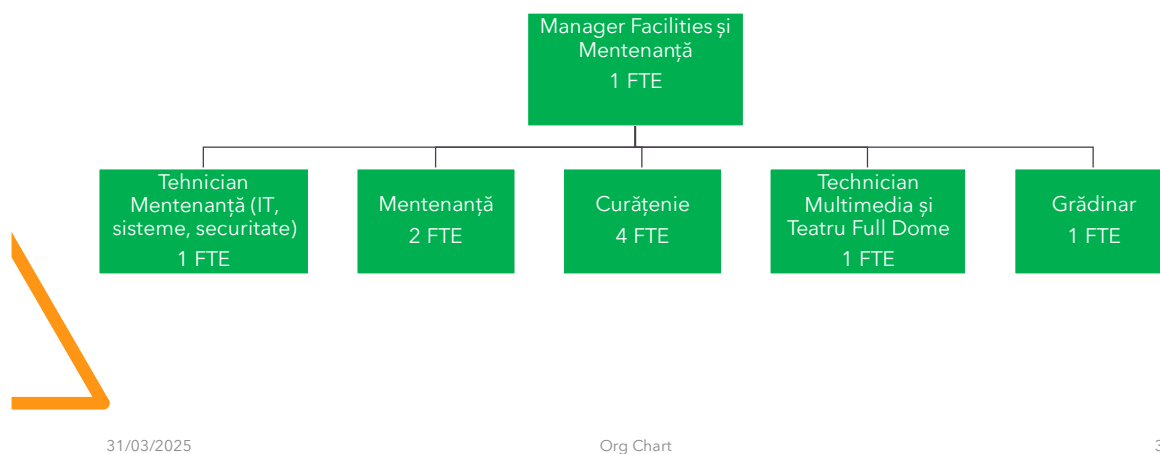 Manager Facilities și
Mentenanță
1 FTE
Tehnician
Mentenanță (IT,
sisteme, securitate)
1 FTE
Mentenanță
2 FTE
Curățenie
4 FTE
Technician
Multimedia și
Teatru Full Dome
1 FTE
Grădinar
1 FTE
31/03/2025
Org Chart
3